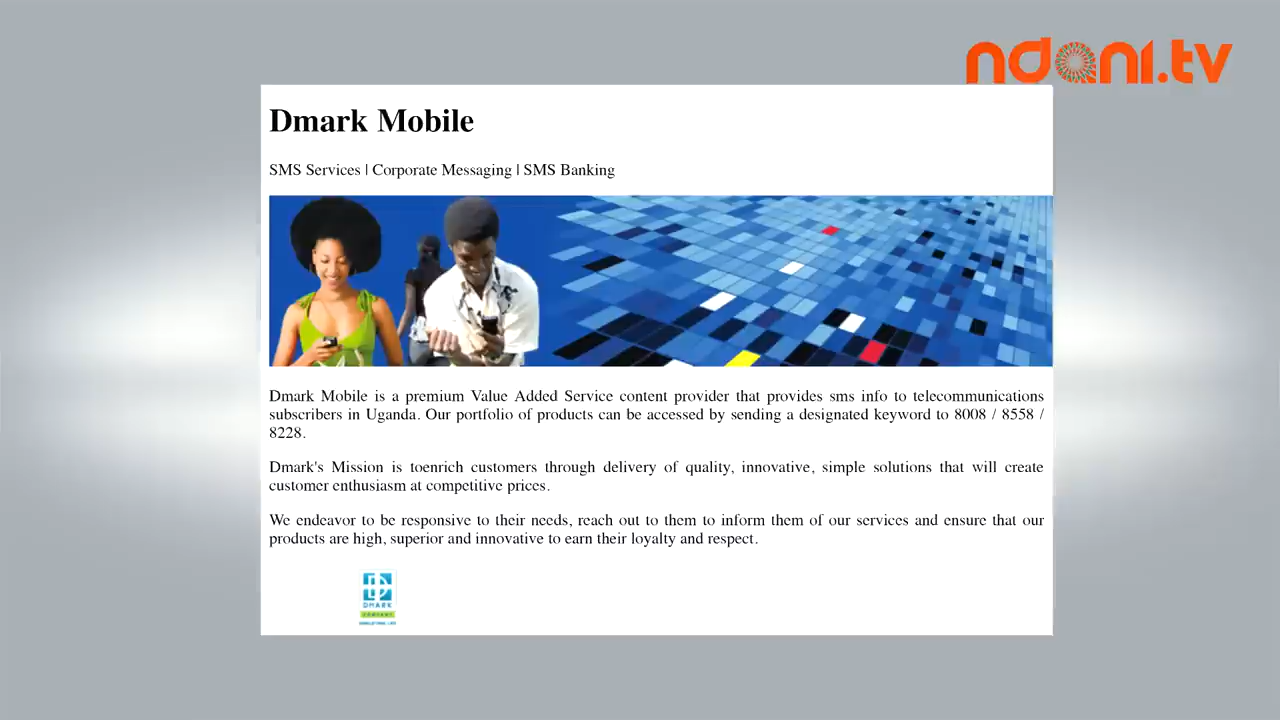 ndani.tv
Dmark Mobile
SMS Services | Corporate Messaging | SMS Banking
Dmark Mobile is a premium Value Added Service content provider that provides sms info to telecommunications
subscribers in Uganda. Our portfolio of products can be accessed by sending a designated keyword to 8008 / 8558 /
8228.
Dmark's Mission is toenrich customers through delivery of quality, innovative, simple solutions that will create
customer enthusiasm at competitive prices.
We endeavor to be responsive to their needs, reach out to them to inform them of our services and ensure that our
products are high, superior and innovative to earn their loyalty and respect.
DMARK